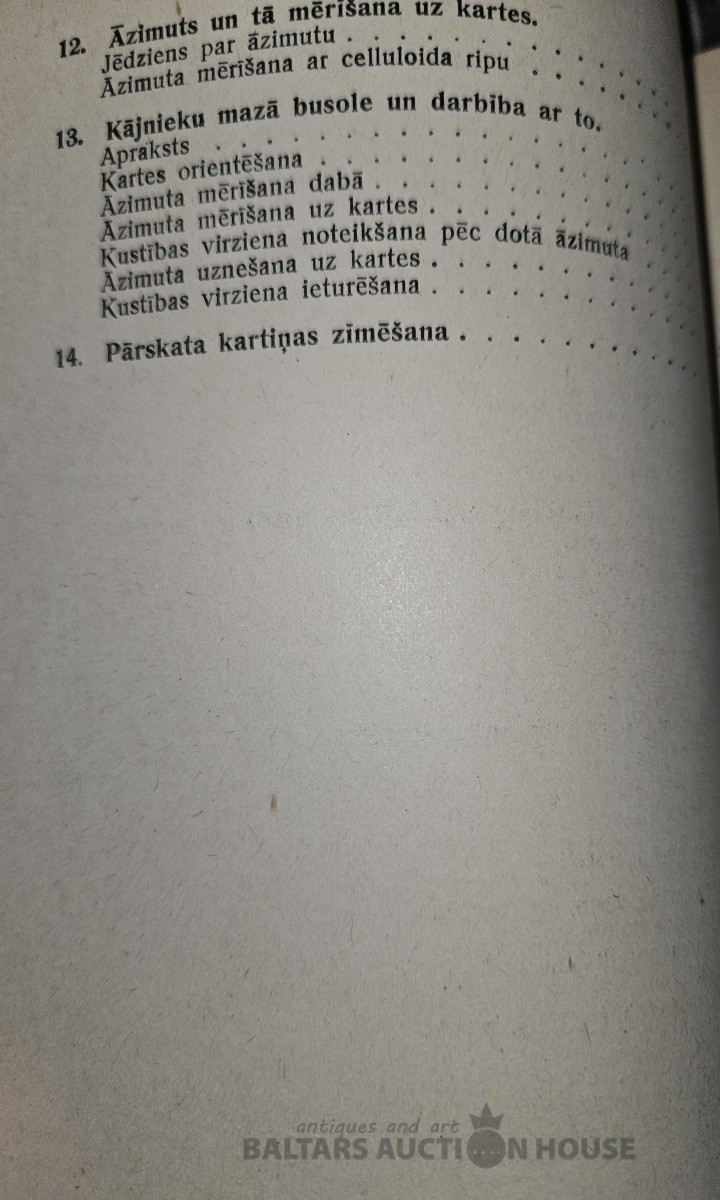 12. Āzimuts un tā mērīšana uz kartes.
Jēdziens par āzimutu . . . . . . . . .
Āzimuta mērīšana ar celluloida ripu . . . . .
13. Kājnieku mazā busole un darbība ar to.
Apraksts . . . . . . . . . . . . .
Kartes orientēšana . . . . . . . . . . .
Āzimuta mērīšana dabā . . . . . . . . .
Āzimuta mērīšana uz kartes . . . . . . . .
Kustības virziena noteikšana pēc dotā āzimuta
Āzimuta uznešana uz kartes . . . . . . . .
Kustības virziena ieturēšana . . . . . . . .
14. Pārskata kartiņas zīmēšana . . . . . . . . .
antiques and art
BALTARS AUCTION HOUSE